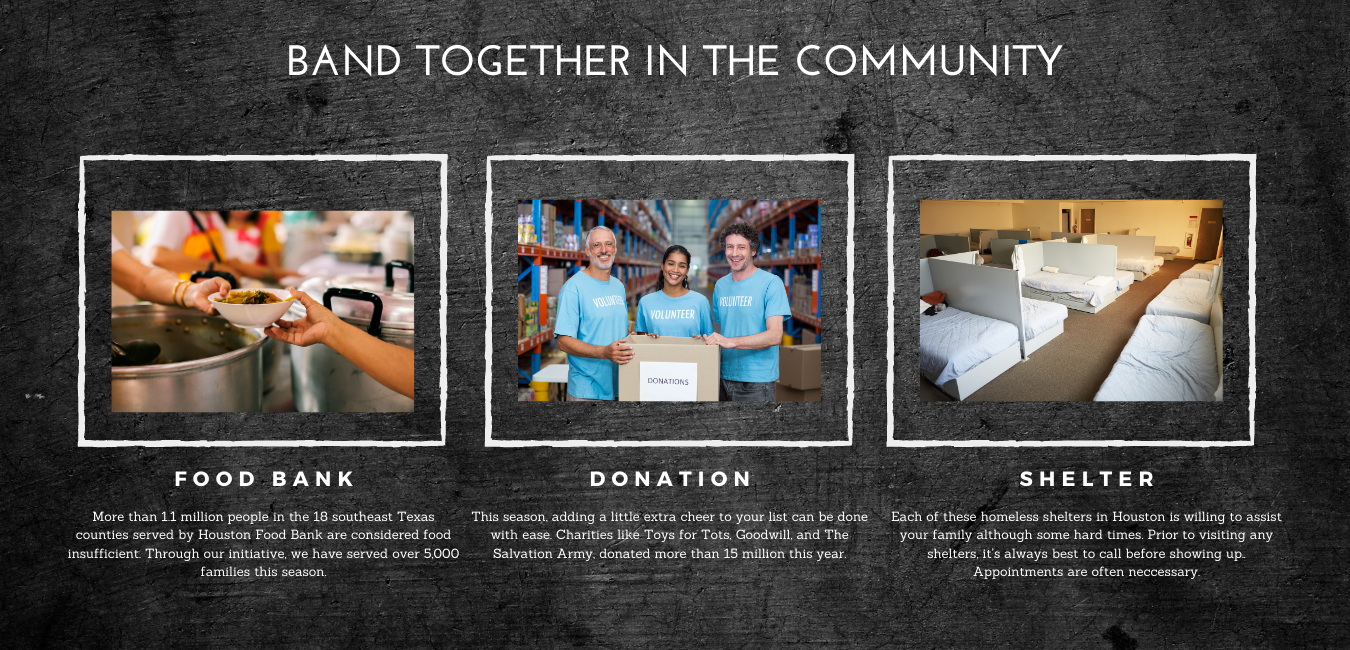 BAND TOGETHER IN THE COMMUNITY
VOLUNTEER
VOLUNTEER
VOLUNTEER
DONATIONS
FOOD BANK
More than 1.1 million people in the 18 southeast Texas
counties served by Houston Food Bank are considered food
insufficient. Through our initiative, we have served over 5,000
families this season.
DONATION
This season, adding a little extra cheer to your list can be done
with ease. Charities like Toys for Tots, Goodwill, and The
Salvation Army, donated more than 15 million this year.
SHELTER
Each of these homeless shelters in Houston is willing to assist
your family although some hard times. Prior to visiting any
shelters, it's always best to call before showing up.
Appointments are often neccessary.